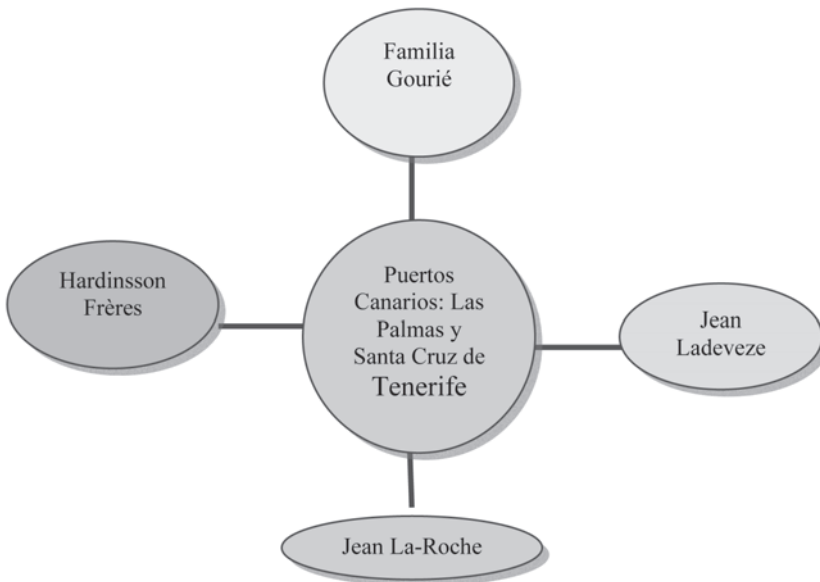 Familia
Gourié
Hardinsson
Frères
Puertos
Canarios: Las
Palmas y
Santa Cruz de
Tenerife
Jean
Ladeveze
Jean La-Roche